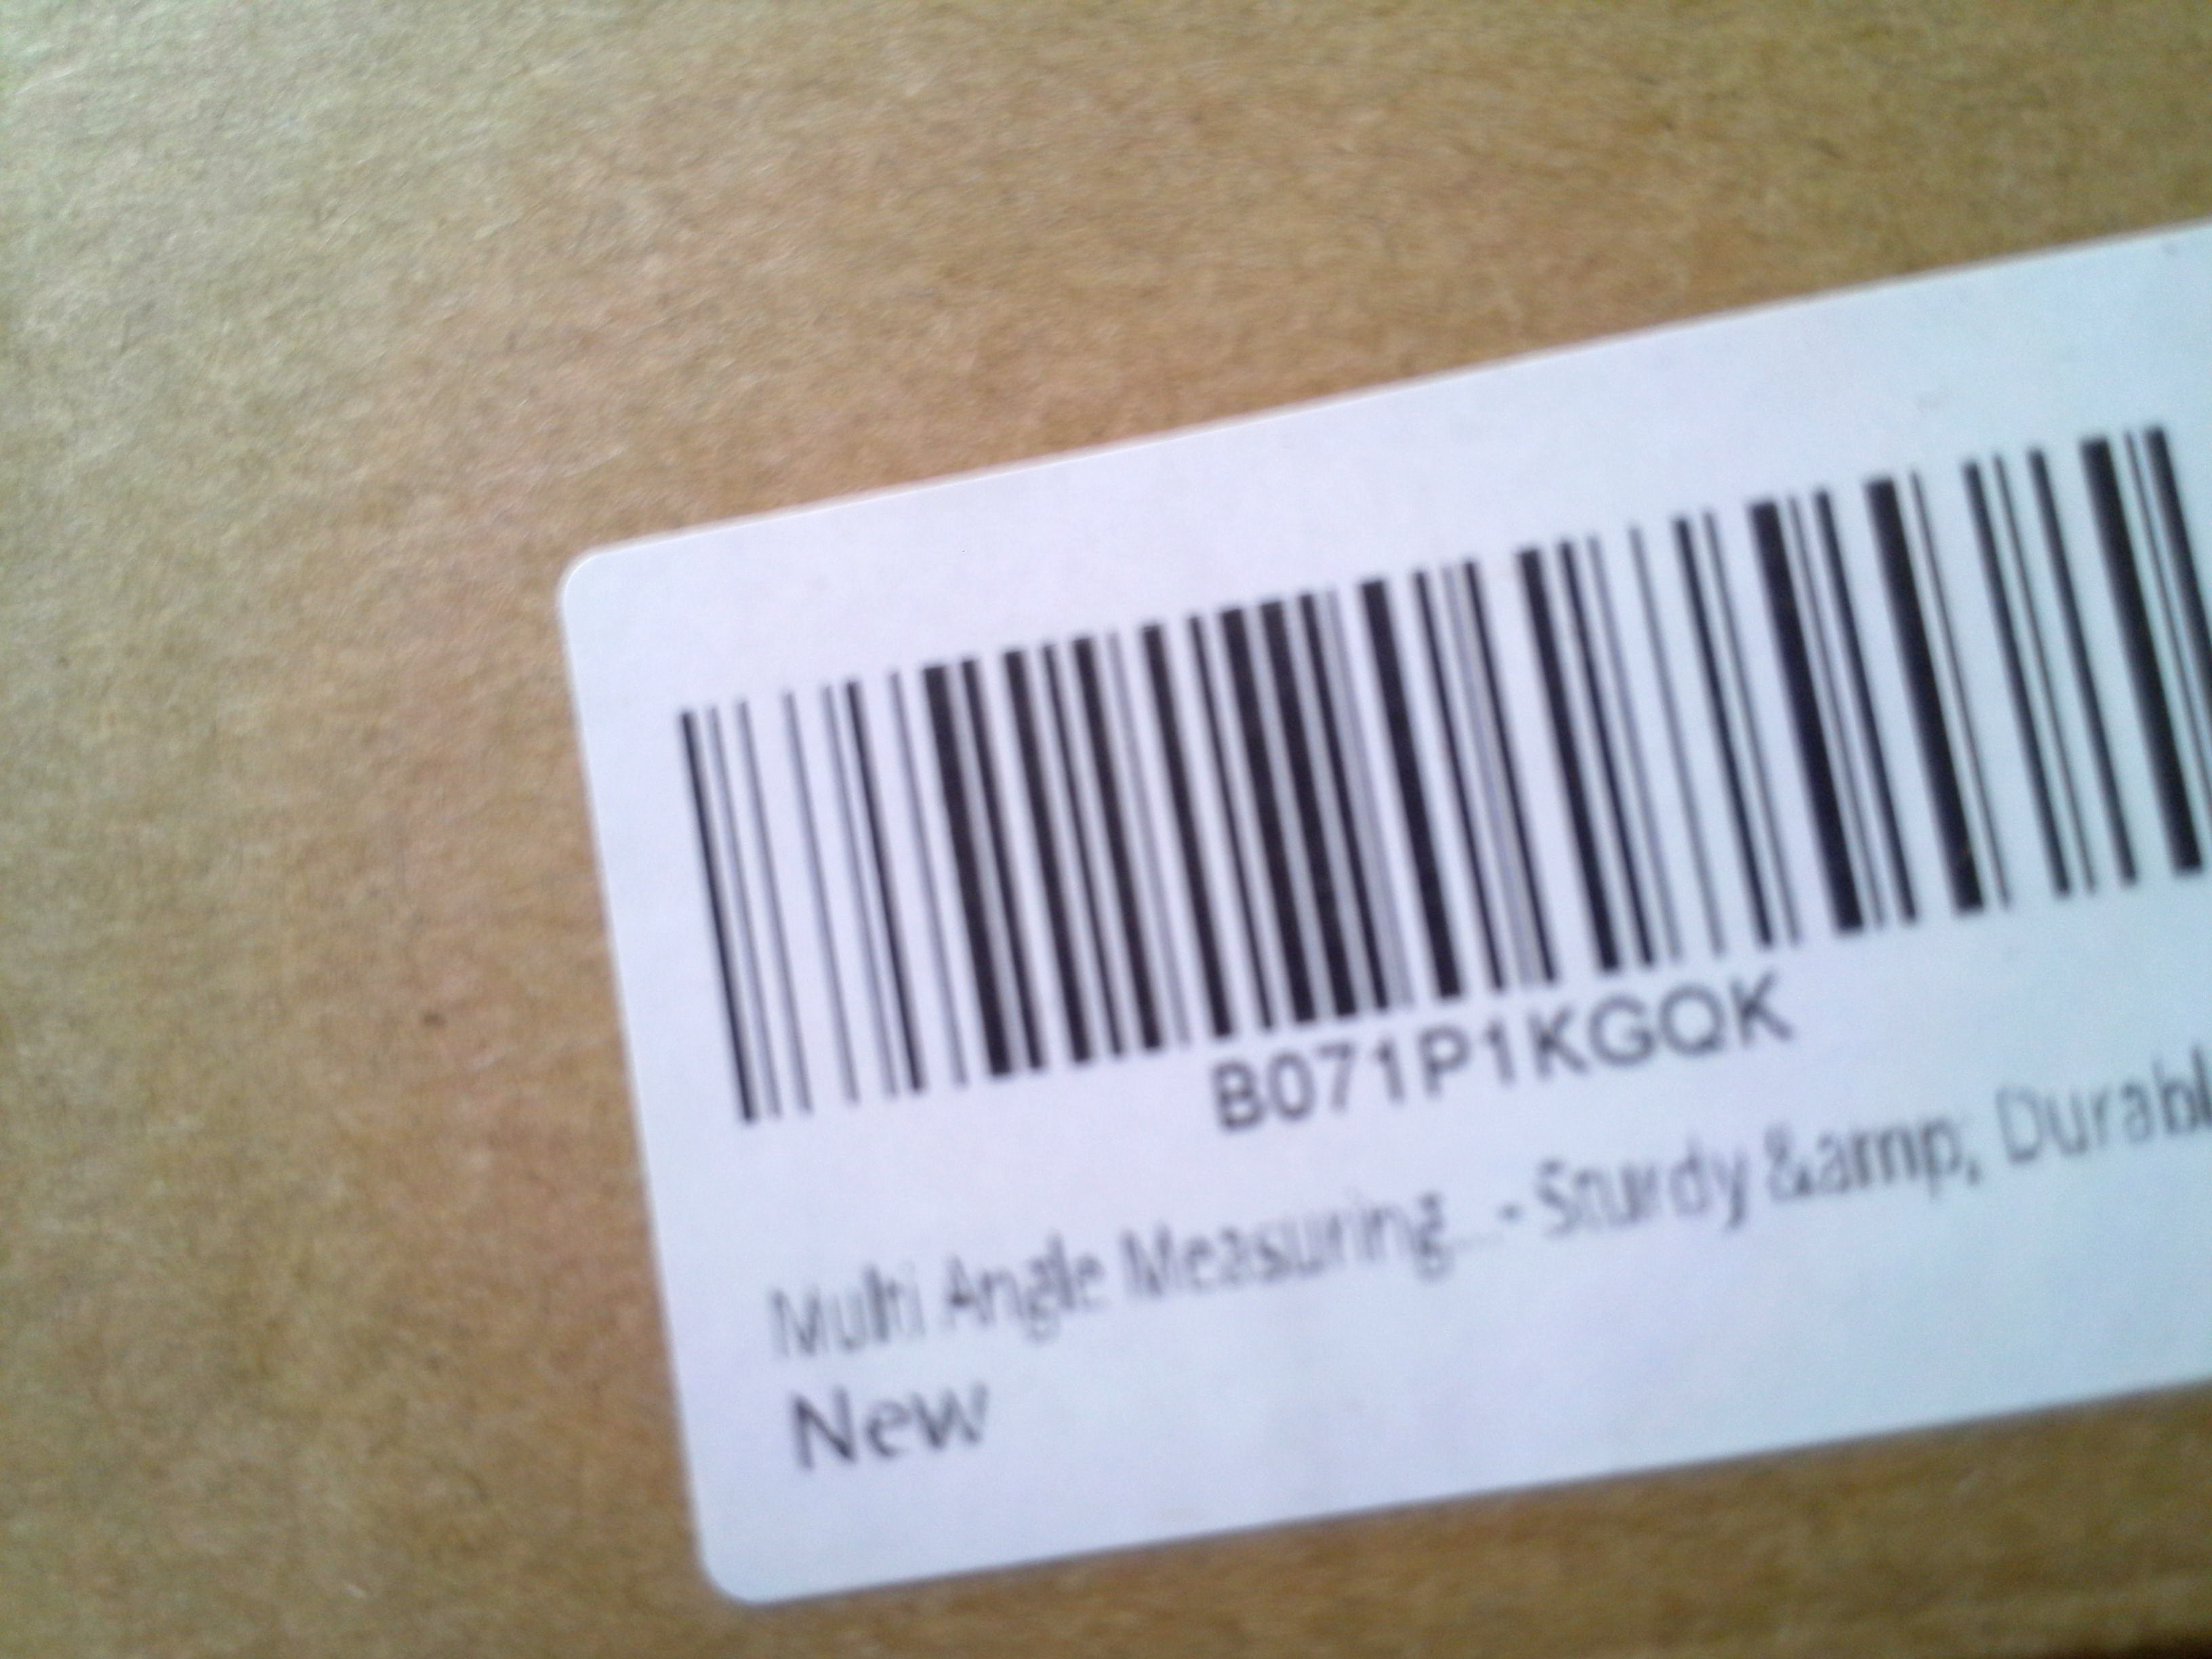 B071P1KGQK
Multi Angle Measuring... - Sturdy &amp; Durabl
New